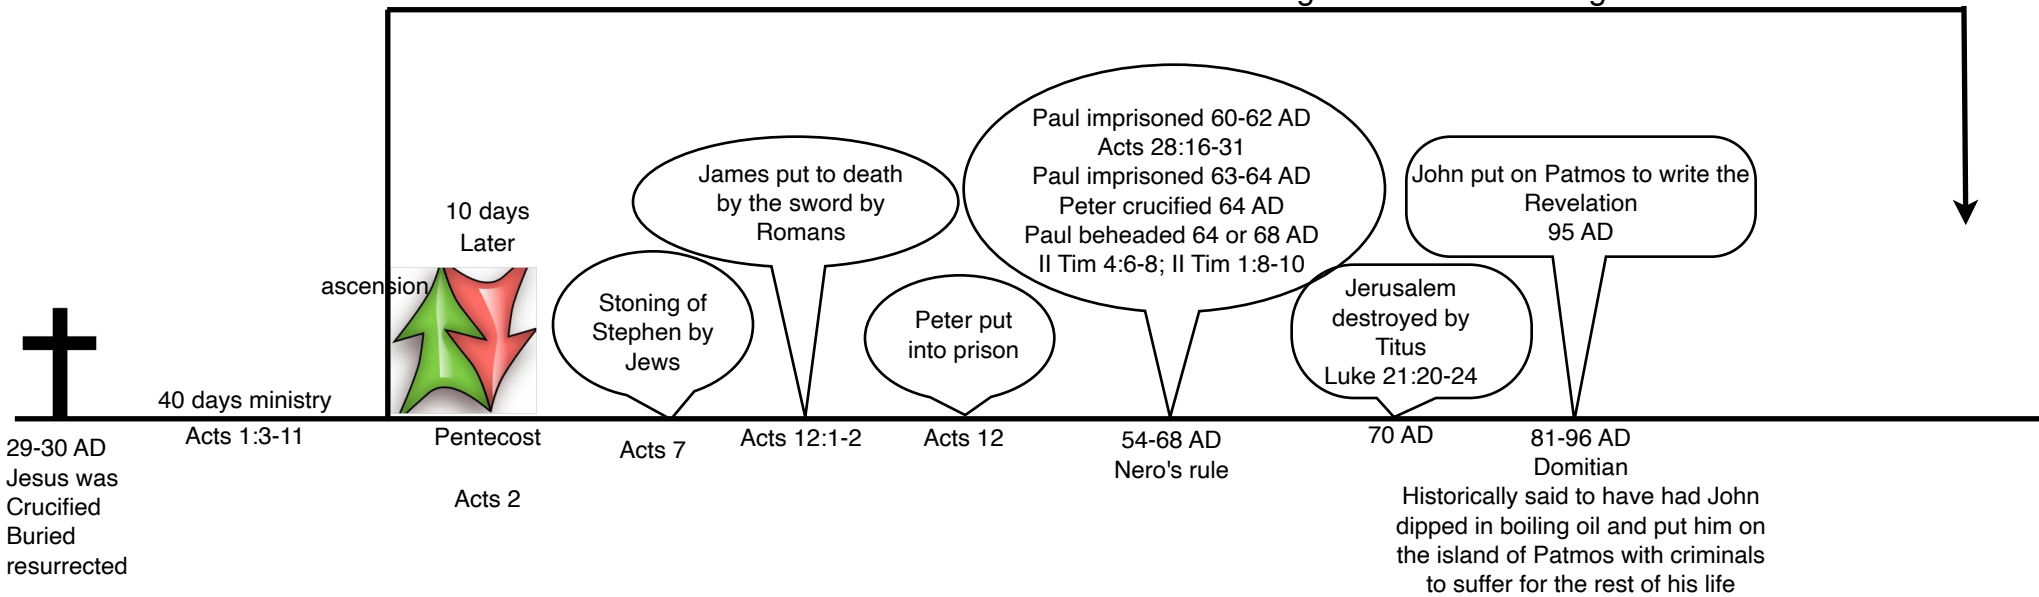 10 days
Later
ascension
40 days ministry
Acts 1:3-11
29-30 AD
Jesus was
Crucified
Buried
resurrected
Pentecost
Acts 2
Stoning of
Stephen by
Jews
Acts 7
James put to death
by the sword by
Romans
Acts 12:1-2
Peter put
into prison
Acts 12
Paul imprisoned 60-62 AD
Acts 28:16-31
Paul imprisoned 63-64 AD
Peter crucified 64 AD
Paul beheaded 64 or 68 AD
II Tim 4:6-8; II Tim 1:8-10
54-68 AD
Nero's rule
Jerusalem
destroyed by
Titus
Luke 21:20-24
70 AD
John put on Patmos to write the
Revelation
95 AD
81-96 AD
Domitian
Historically said to have had John
dipped in boiling oil and put him on
the island of Patmos with criminals
to suffer for the rest of his life